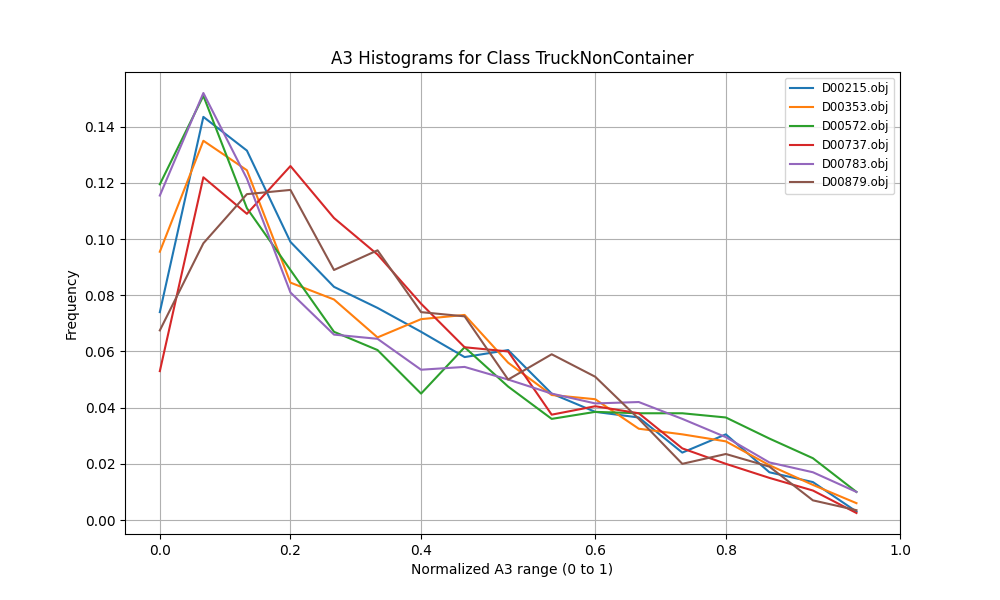 A3 Histograms for Class TruckNonContainer
D00215.obj
D00353.obj
D00572.obj
D00737.obj
D00783.obj
D00879.obj
Frequency
0.14
0.12
0.10
0.08
0.06
0.04
0.02
0.00
0.0 0.2 0.4 0.6 0.8 1.0
Normalized A3 range (0 to 1)